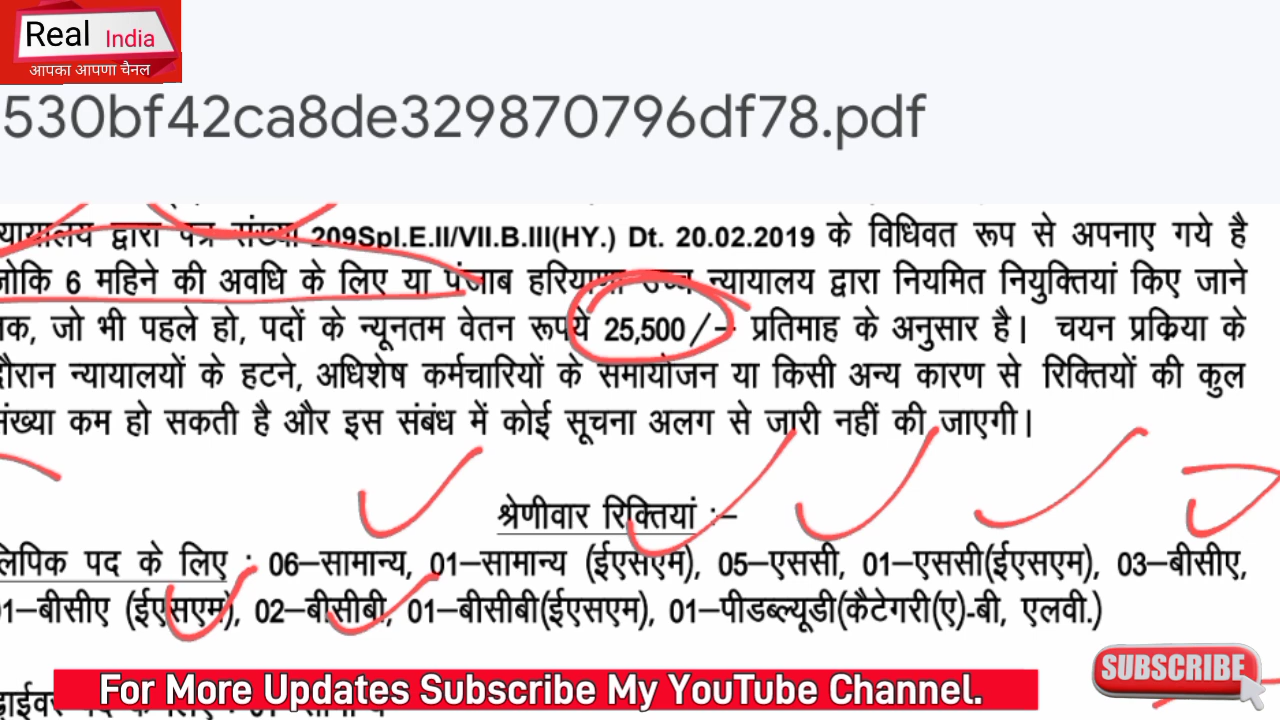 Real India
आपका आपणा चैनल
530bf42ca8de329870796df78.pdf
न्यायालय द्वारा पत्र संख्या 209Spl.E.II/VII.B.III(HY.) Dt. 20.02.2019 के विधिवत रूप से अपनाए गये है
जोकि 6 महिने की अवधि के लिए या पंजाब हरियाणा उच्च न्यायालय द्वारा नियमित नियुक्तियां किए जाने
तक, जो भी पहले हो, पदों के न्यूनतम वेतन रूपये 25,500/- प्रतिमाह के अनुसार है। चयन प्रक्रिया के
दौरान न्यायालयों के हटने, अधिशेष कर्मचारियों के समायोजन या किसी अन्य कारण से रिक्तियों की कुल
संख्या कम हो सकती है और इस संबंध में कोई सूचना अलग से जारी नहीं की जाएगी।
श्रेणीवार रिक्तियां :–
लिपिक पद के लिए : 06–सामान्य, 01–सामान्य (ईएसएम), 05–एससी, 01–एससी(ईएसएम), 03–बीसीए,
01–बीसीए (ईएसएम), 02–बीसीबी, 01–बीसीबी(ईएसएम), 01–पीडब्ल्यूडी(कैटेगरी(ए)-बी, एलवी.)
For More Updates Subscribe My YouTube Channel.
SUBSCRIBE